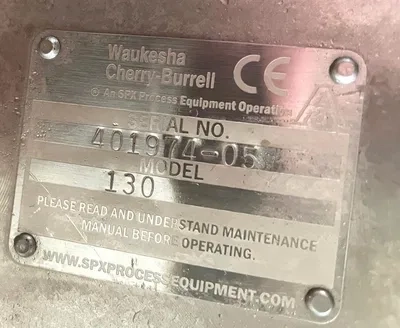 Waukesha
Cherry-Burrell
An SPX Process Equipment Operation
CE
SERIAL NO.
401974-05
MODEL
130
PLEASE READ AND UNDERSTAND MAINTENANCE
MANUAL BEFORE OPERATING.
WWW.SPXPROCESSEQUIPMENT.COM